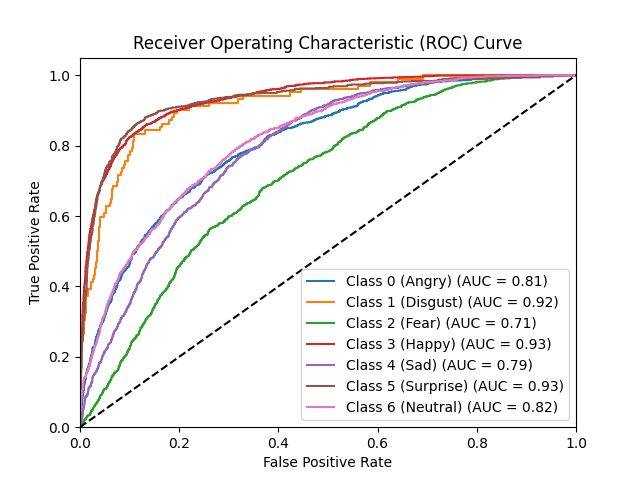 Receiver Operating Characteristic (ROC) Curve
1.0
0.8
0.6
0.4
0.2
0.0
True Positive Rate
Class 0 (Angry) (AUC = 0.81)
Class 1 (Disgust) (AUC = 0.92)
Class 2 (Fear) (AUC = 0.71)
Class 3 (Happy) (AUC = 0.93)
Class 4 (Sad) (AUC = 0.79)
Class 5 (Surprise) (AUC = 0.93)
Class 6 (Neutral) (AUC = 0.82)
0.0 0.2 0.4 0.6 0.8 1.0
False Positive Rate